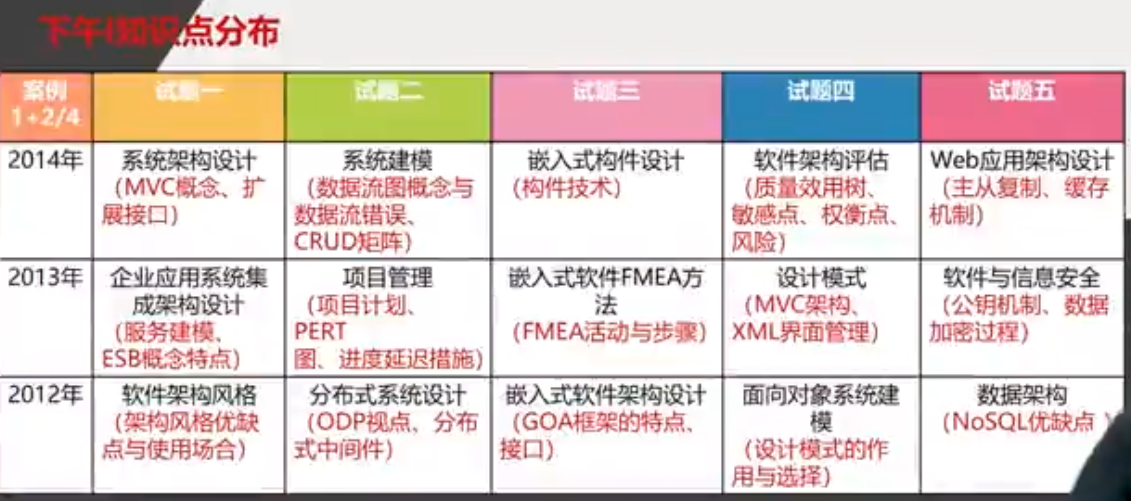 下午I知识点分布
案例
1+2/4
试题一
试题二
试题三
试题四
试题五
2014年
系统架构设计
（MVC概念、扩
展接口）
系统建模
（数据流图概念与
数据流错误、
CRUD矩阵）
嵌入式构件设计
（构件技术）
软件架构评估
（质量效用树、
敏感点、权衡点、
风险）
Web应用架构设计
（主从复制、缓存
机制）
2013年
企业应用系统集
成架构设计
（服务建模、
ESB概念特点）
项目管理
（项目计划、
PERT
图、进度延迟措施）
嵌入式软件FMEA方
法
（FMEA活动与步骤）
设计模式
（MVC架构、
XML界面管理）
软件与信息安全
（公钥机制、数据
加密过程）
2012年
软件架构风格
（架构风格优缺
点与使用场合）
分布式系统设计
（ODP视点、分布
式中间件）
嵌入式软件架构设计
（GOA框架的特点、
接口）
面向对象系统建
模
（设计模式的作
用与选择）
数据架构
（NoSQL优缺点）